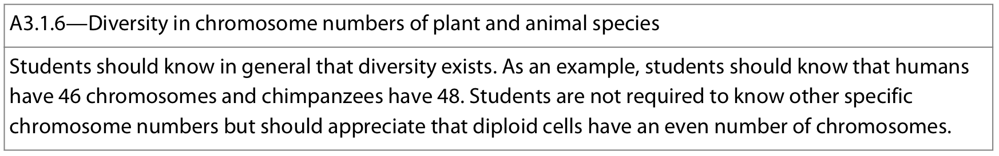 A3.1.6—Diversity in chromosome numbers of plant and animal species
Students should know in general that diversity exists. As an example, students should know that humans
have 46 chromosomes and chimpanzees have 48. Students are not required to know other specific
chromosome numbers but should appreciate that diploid cells have an even number of chromosomes.